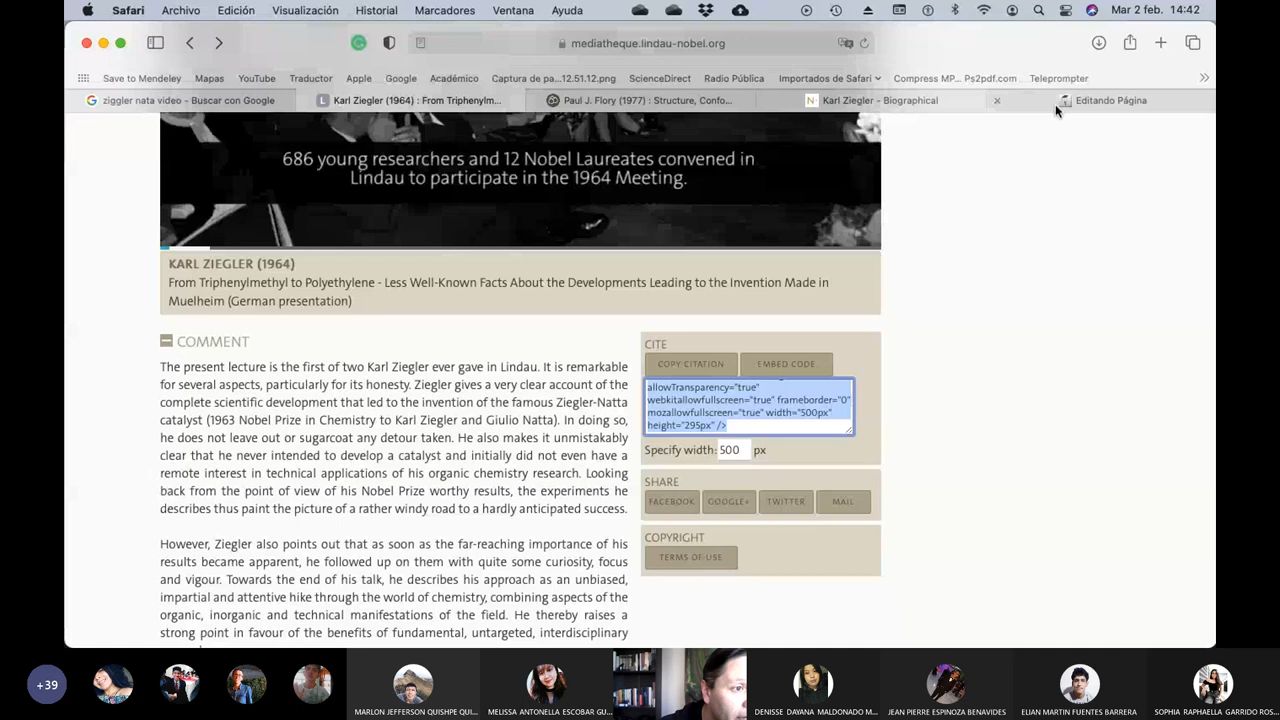 Safari Archivo Edición Visualización Historial Marcadores Ventana Ayuda Mar 2 feb. 14:42
mediatheque.lindau-nobel.org
Save to Mendeley Mapas YouTube Traductor Apple Google Académico Captura de pa...12.51.12.png ScienceDirect Radio Pública Importados de Safari Compress MP... Ps2pdf.com Teleprompter
ziggler nata video - Buscar con Google Karl Ziegler (1964) : From Triphenylm... Paul J. Flory (1977) : Structure, Confo... Karl Ziegler - Biographical Editando Página
686 young researchers and 12 Nobel Laureates convened in
Lindau to participate in the 1964 Meeting.
KARL ZIEGLER (1964)
From Triphenylmethyl to Polyethylene - Less Well-Known Facts About the Developments Leading to the Invention Made in
Muelheim (German presentation)
COMMENT
The present lecture is the first of two Karl Ziegler ever gave in Lindau. It is remarkable
for several aspects, particularly for its honesty. Ziegler gives a very clear account of the
complete scientific development that led to the invention of the famous Ziegler-Natta
catalyst (1963 Nobel Prize in Chemistry to Karl Ziegler and Giulio Natta). In doing so,
he does not leave out or sugarcoat any detour taken. He also makes it unmistakably
clear that he never intended to develop a catalyst and initially did not even have a
remote interest in technical applications of his organic chemistry research. Looking
back from the point of view of his Nobel Prize worthy results, the experiments he
describes thus paint the picture of a rather windy road to a hardly anticipated success.
However, Ziegler also points out that as soon as the far-reaching importance of his
results became apparent, he followed up on them with quite some curiosity, focus
and vigour. Towards the end of his talk, he describes his approach as an unbiased,
impartial and attentive hike through the world of chemistry, combining aspects of the
organic, inorganic and technical manifestations of the field. He thereby raises a
strong point in favour of the benefits of fundamental, untargeted, interdisciplinary
CITE
COPY CITATION EMBED CODE
allowTransparency="true"
webkitallowfullscreen="true" frameborder="0"
mozallowfullscreen="true" width="500px"
height="295px" />
Specify width: 500 px
SHARE
FACEBOOK GOOGLE+ TWITTER MAIL
COPYRIGHT
TERMS OF USE
+39
MARLON JEFFERSON QUISHPE QUI... MELISSA ANTONELLA ESCOBAR GU... DENISSE DAYANA MALDONADO M... JEAN PIERRE ESPINOZA BENAVIDES ELIAN MARTIN FUENTES BARRERA SOPHIA RAPHAELLA GARRIDO ROS...